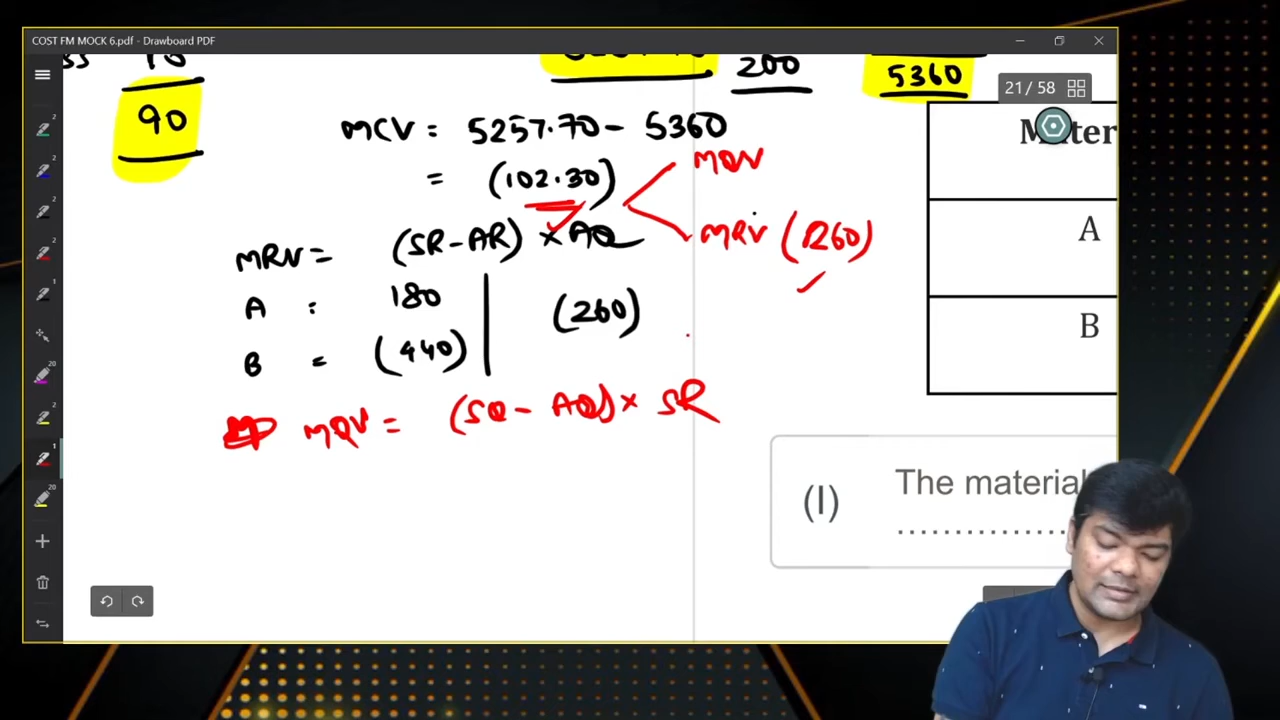 COST FM MOCK 6.pdf - Drawboard PDF
90
200
5360
21 / 58
MCV = 5257.70 - 5360
= (102.30)
MQV
MRV (260)
MRV = (SR - AR) × AQ
A : 180
(260)
B = (440)
MQV = (SQ - AQ) × SR
A
B
(I) The material
....................